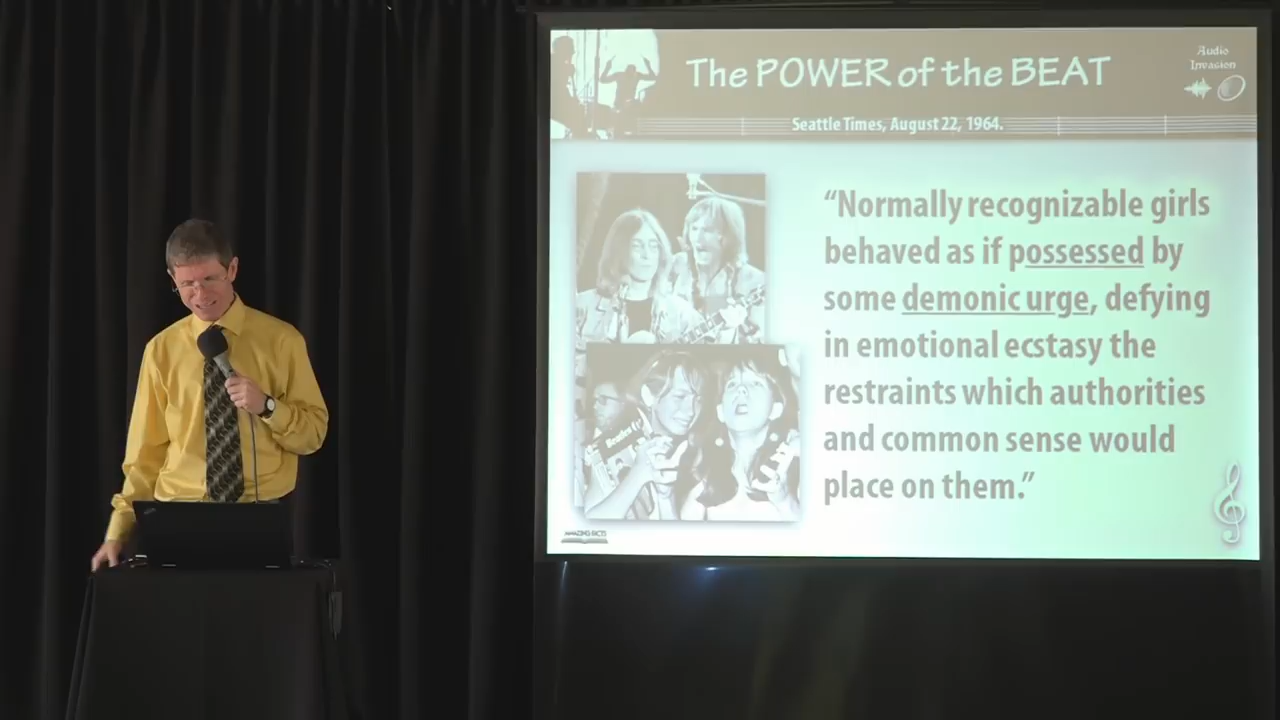 The POWER of the BEAT
Audio
Invasion
Seattle Times, August 22, 1964.
“Normally recognizable girls
behaved as if possessed by
some demonic urge, defying
in emotional ecstasy the
restraints which authorities
and common sense would
place on them.”
AMAZING FACTS